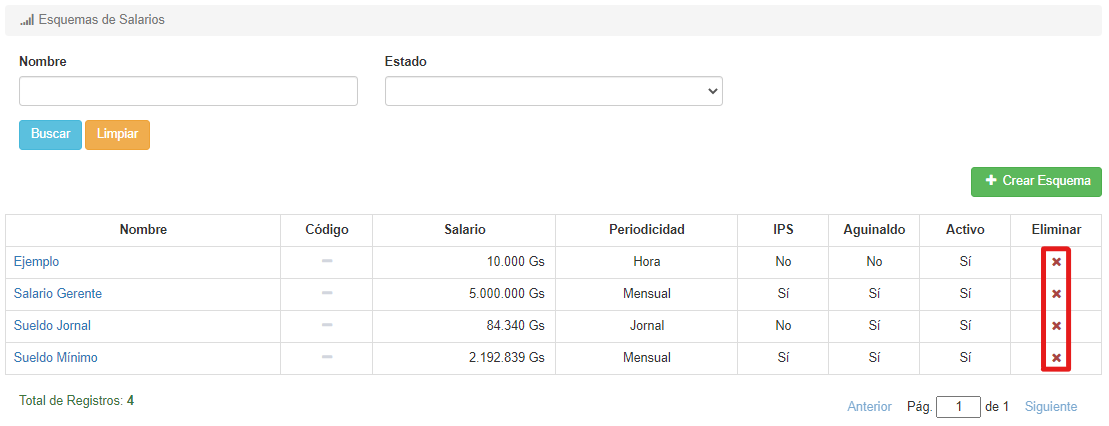 Esquemas de Salarios
Nombre Estado
Buscar Limpiar
Crear Esquema
Nombre Código Salario Periodicidad IPS Aguinaldo Activo Eliminar
Ejemplo 10.000 Gs Hora No No Sí
Salario Gerente 5.000.000 Gs Mensual Sí Sí Sí
Sueldo Jornal 84.340 Gs Jornal No Sí Sí
Sueldo Mínimo 2.192.839 Gs Mensual Sí Sí Sí
Total de Registros: 4 Anterior Pág. 1 de 1 Siguiente